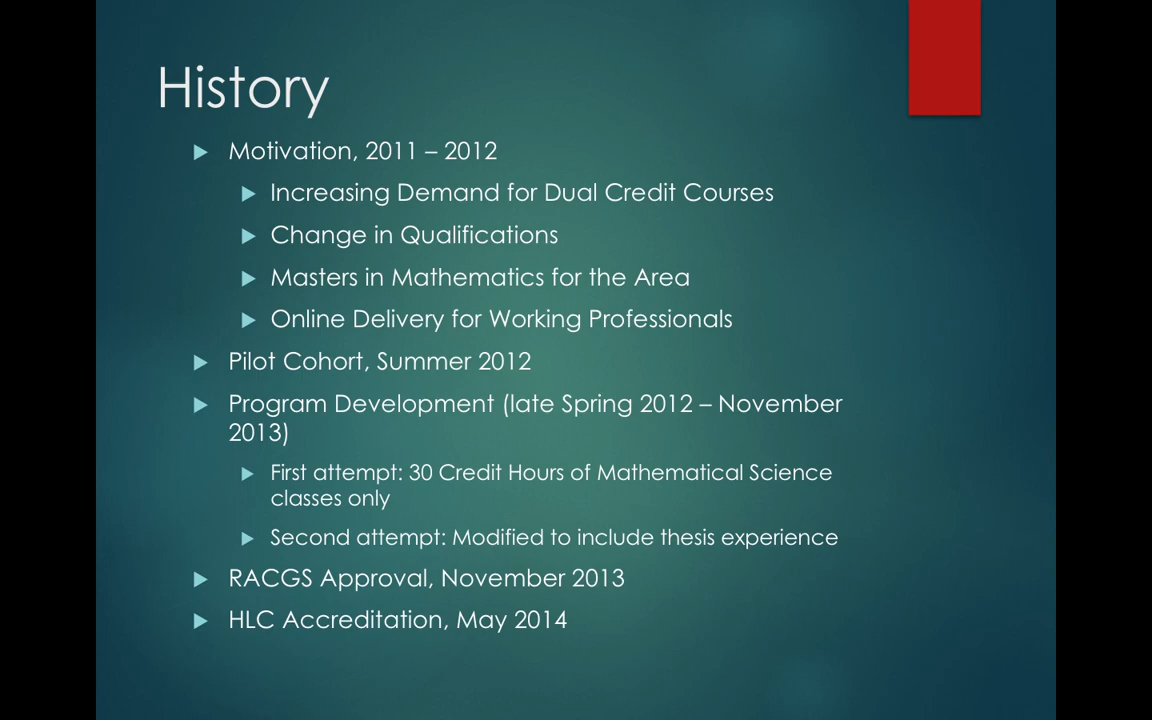 History
Motivation, 2011 – 2012
Increasing Demand for Dual Credit Courses
Change in Qualifications
Masters in Mathematics for the Area
Online Delivery for Working Professionals
Pilot Cohort, Summer 2012
Program Development (late Spring 2012 – November
2013)
First attempt: 30 Credit Hours of Mathematical Science
classes only
Second attempt: Modified to include thesis experience
RACGS Approval, November 2013
HLC Accreditation, May 2014